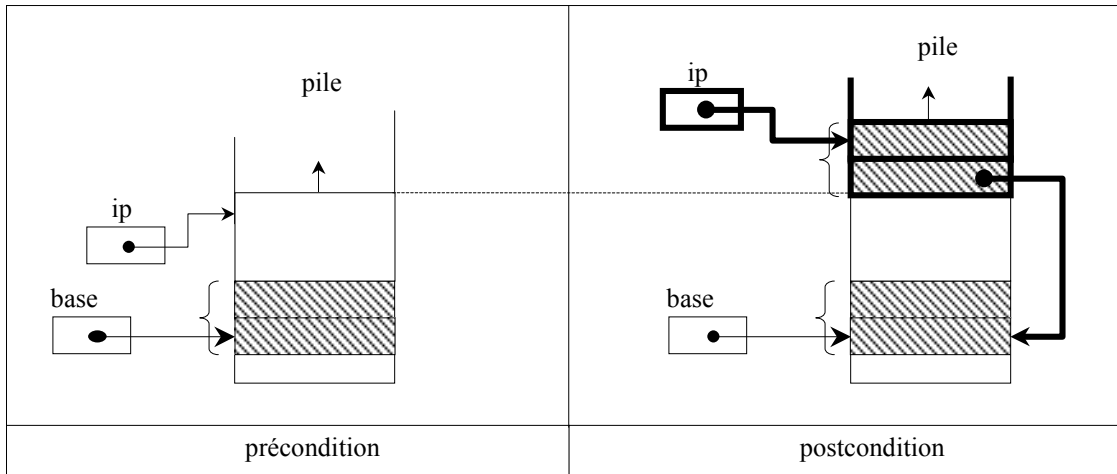 pile
ip
base
pile
ip
base
précondition
postcondition